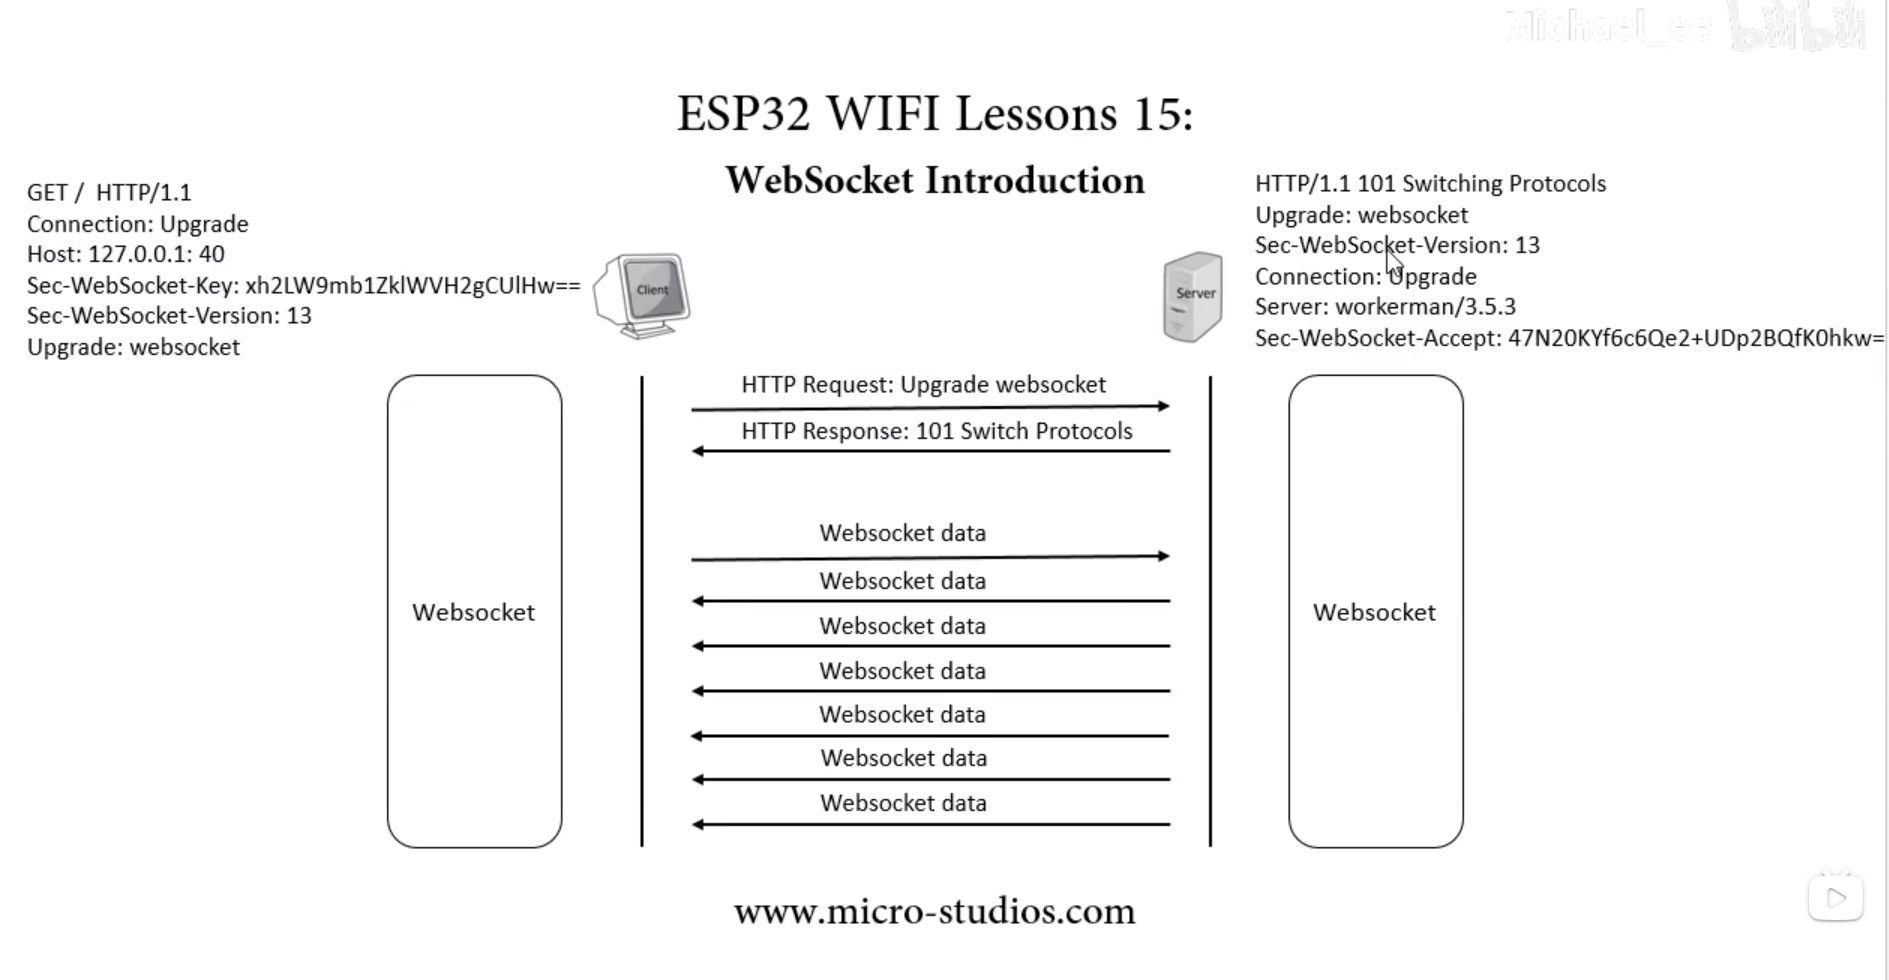 Michael_ee bilibili
ESP32 WIFI Lessons 15:
WebSocket Introduction
GET /  HTTP/1.1
Connection: Upgrade
Host: 127.0.0.1: 40
Sec-WebSocket-Key: xh2LW9mb1ZklWVH2gCUlHw==
Sec-WebSocket-Version: 13
Upgrade: websocket
Client
Server
HTTP/1.1 101 Switching Protocols
Upgrade: websocket
Sec-WebSocket-Version: 13
Connection: Upgrade
Server: workerman/3.5.3
Sec-WebSocket-Accept: 47N20KYf6c6Qe2+UDp2BQfK0hkw=
HTTP Request: Upgrade websocket
HTTP Response: 101 Switch Protocols
Websocket data
Websocket data
Websocket data
Websocket data
Websocket data
Websocket data
Websocket data
Websocket
Websocket
www.micro-studios.com